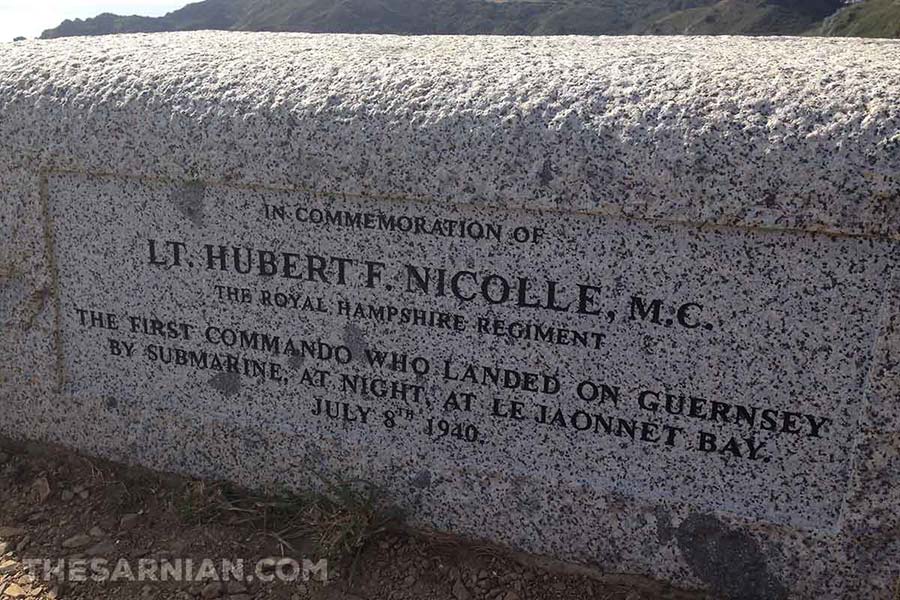 IN COMMEMORATION OF
LT. HUBERT F. NICOLLE, M.C.
THE ROYAL HAMPSHIRE REGIMENT
THE FIRST COMMANDO WHO LANDED ON GUERNSEY
BY SUBMARINE, AT NIGHT, AT LE JAONNET BAY.
JULY 8TH 1940.
THESARNIAN.COM